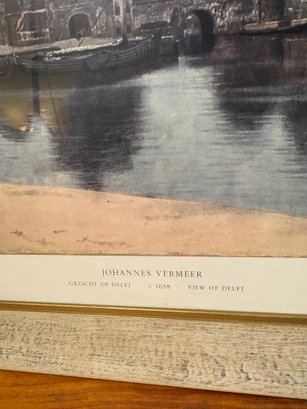 JOHANNES VERMEER
GEZICHT OP DELFT ± 1658 VIEW OF DELFT